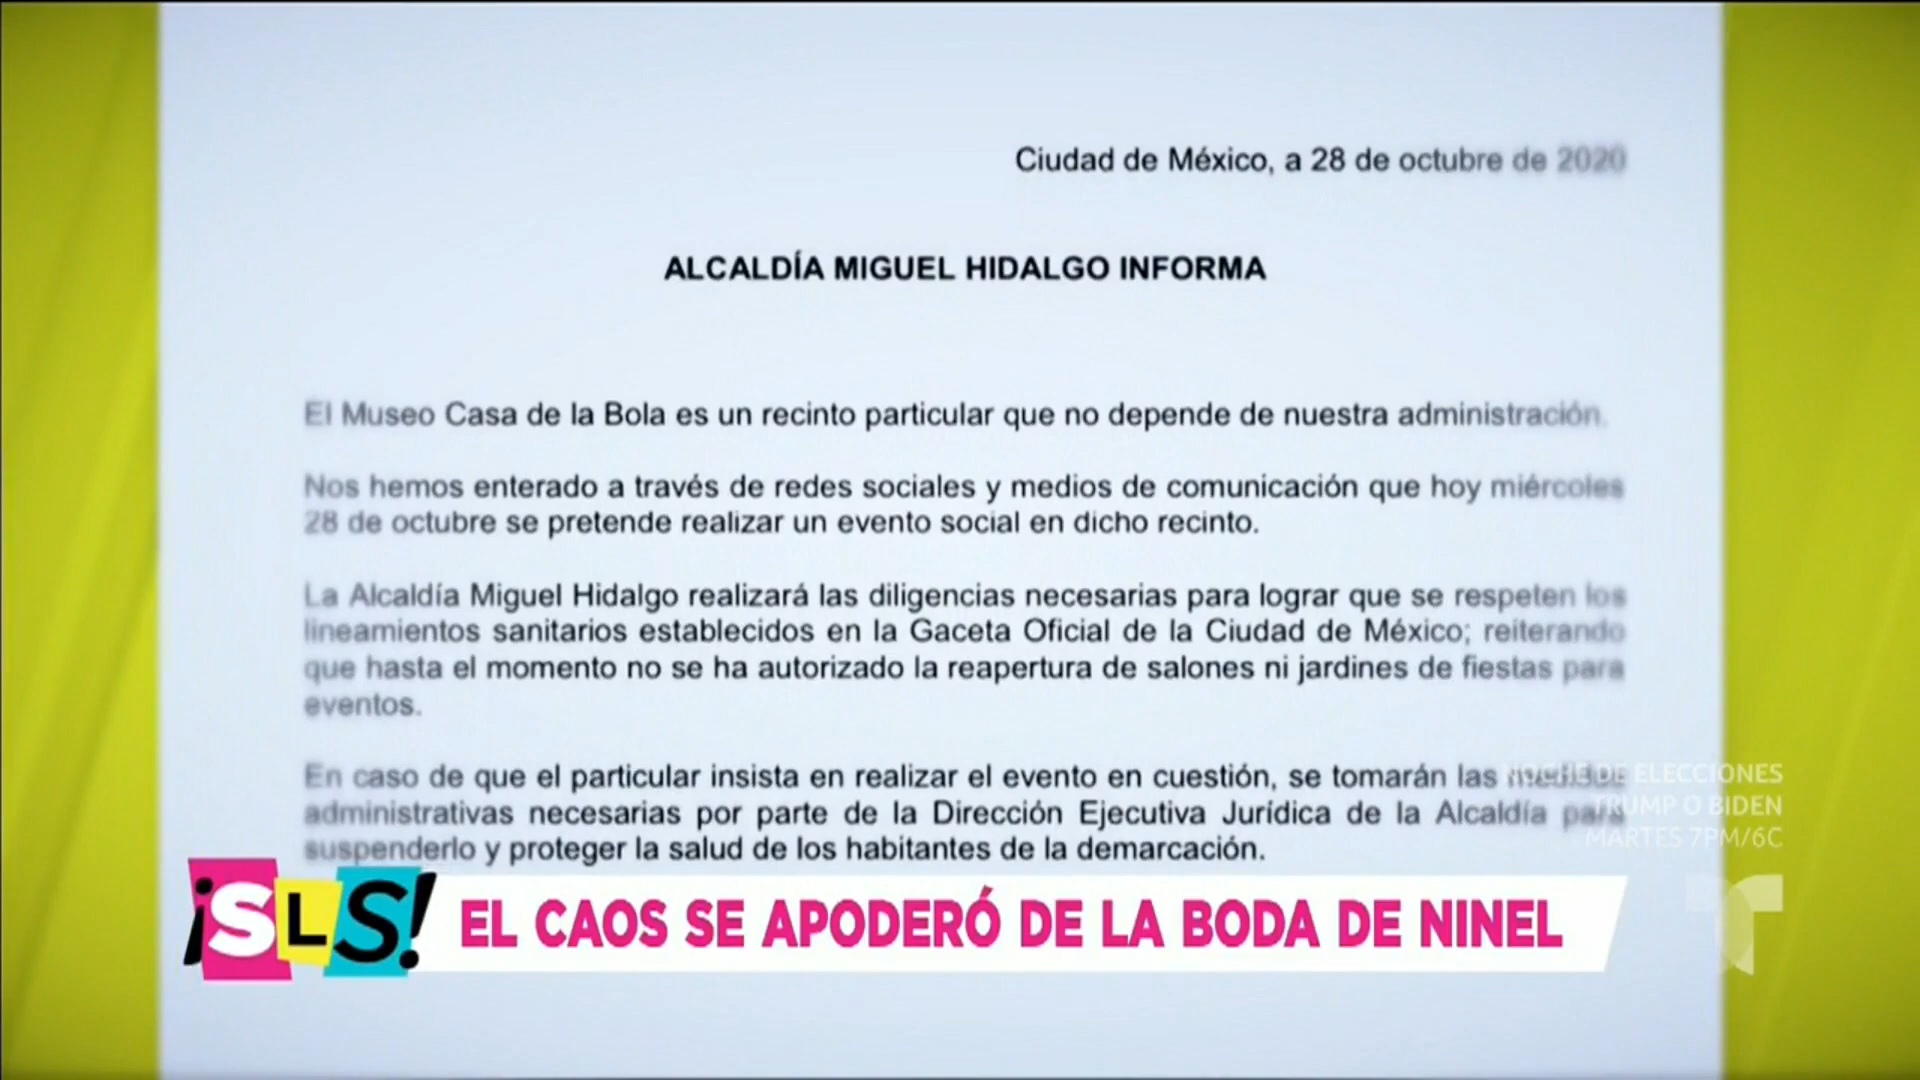 Ciudad de México, a 28 de octubre de 2020
ALCALDÍA MIGUEL HIDALGO INFORMA
El Museo Casa de la Bola es un recinto particular que no depende de nuestra administración.
Nos hemos enterado a través de redes sociales y medios de comunicación que hoy miércoles
28 de octubre se pretende realizar un evento social en dicho recinto.
La Alcaldía Miguel Hidalgo realizará las diligencias necesarias para lograr que se respeten los
lineamientos sanitarios establecidos en la Gaceta Oficial de la Ciudad de México; reiterando
que hasta el momento no se ha autorizado la reapertura de salones ni jardines de fiestas para
eventos.
En caso de que el particular insista en realizar el evento en cuestión, se tomarán las medidas
administrativas necesarias por parte de la Dirección Ejecutiva Jurídica de la Alcaldía para
suspenderlo y proteger la salud de los habitantes de la demarcación.
NOCHE DE ELECCIONES
TRUMP O BIDEN
MARTES 7PM/6C
¡SLS!
EL CAOS SE APODERÓ DE LA BODA DE NINEL